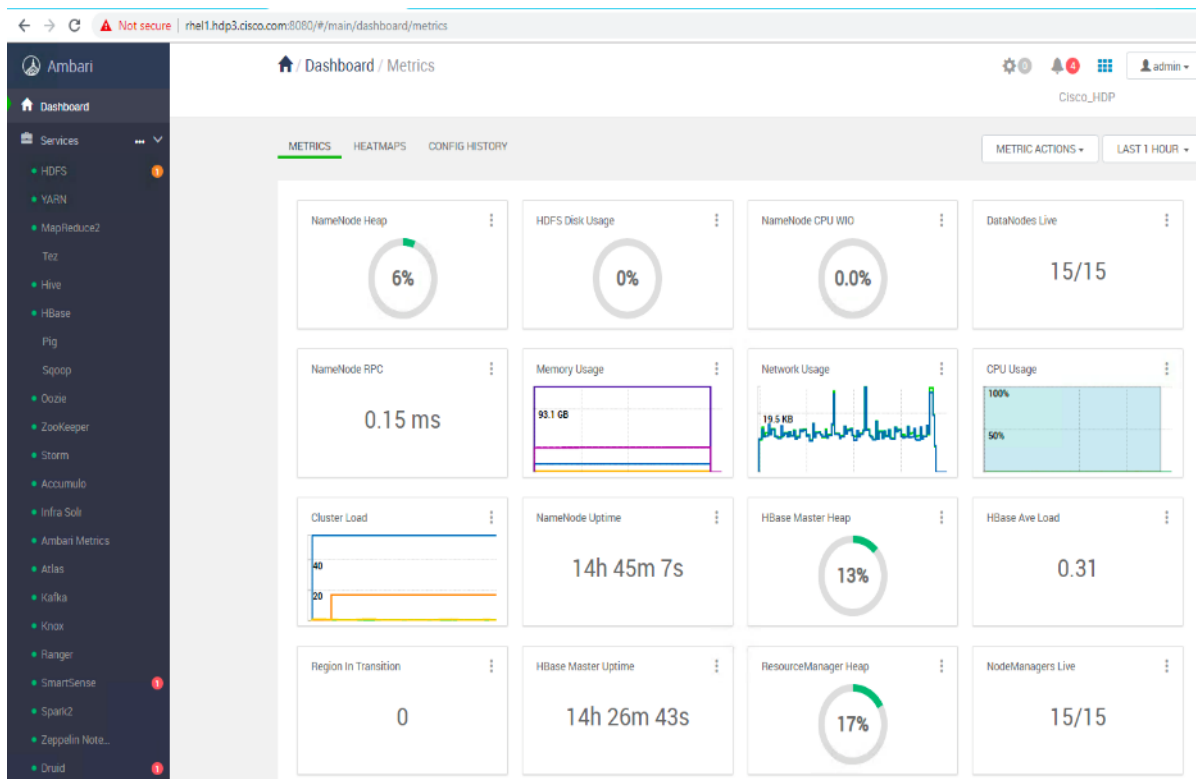 Not secure | rhel1.hdp3.cisco.com:8080/#/main/dashboard/metrics
Ambari
/ Dashboard / Metrics
0
4
admin
Cisco_HDP
Dashboard
Services
HDFS 1
YARN
MapReduce2
Tez
Hive
HBase
Pig
Sqoop
Oozie
ZooKeeper
Storm
Accumulo
Infra Solr
Ambari Metrics
Atlas
Kafka
Knox
Ranger
SmartSense 1
Spark2
Zeppelin Note...
Druid 1
METRICS HEATMAPS CONFIG HISTORY
METRIC ACTIONS LAST 1 HOUR
NameNode Heap
6%
HDFS Disk Usage
0%
NameNode CPU WIO
0.0%
DataNodes Live
15/15
NameNode RPC
0.15 ms
Memory Usage
93.1 GB
Network Usage
19.5 KB
CPU Usage
100%
50%
Cluster Load
40
20
NameNode Uptime
14h 45m 7s
HBase Master Heap
13%
HBase Ave Load
0.31
Region In Transition
0
HBase Master Uptime
14h 26m 43s
ResourceManager Heap
17%
NodeManagers Live
15/15